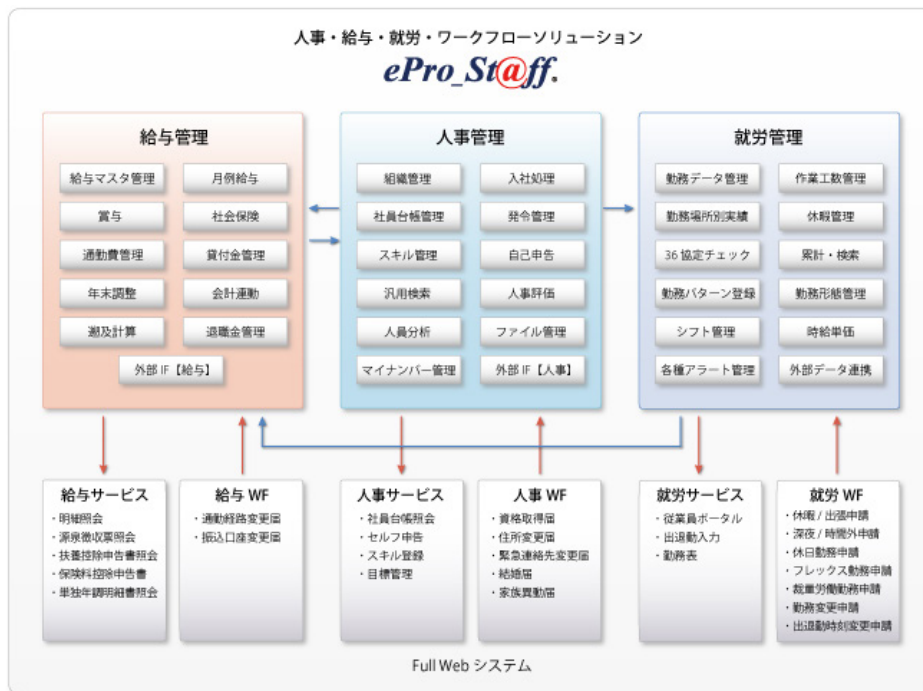 人事・給与・就労・ワークフローソリューション
ePro_St@ff®
給与管理
給与マスタ管理
月例給与
賞与
社会保険
通勤費管理
貸付金管理
年末調整
会計連動
遡及計算
退職金管理
外部 IF【給与】
人事管理
組織管理
入社処理
社員台帳管理
発令管理
スキル管理
自己申告
汎用検索
人事評価
人員分析
ファイル管理
マイナンバー管理
外部 IF【人事】
就労管理
勤務データ管理
作業工数管理
勤務場所別実績
休暇管理
36 協定チェック
累計・検索
勤務パターン登録
勤務形態管理
シフト管理
時給単価
各種アラート管理
外部データ連携
給与サービス
・明細照会
・源泉徴収票照会
・扶養控除申告書照会
・保険料控除申告書
・単独年調明細書照会
給与 WF
・通勤経路変更届
・振込口座変更届
人事サービス
・社員台帳照会
・セルフ申告
・スキル登録
・目標管理
人事 WF
・資格取得届
・住所変更届
・緊急連絡先変更届
・結婚届
・家族異動届
就労サービス
・従業員ポータル
・出退勤入力
・勤務表
就労 WF
・休暇 / 出張申請
・深夜 / 時間外申請
・休日勤務申請
・フレックス勤務申請
・裁量労働勤務申請
・勤務変更申請
・出退勤時刻変更申請
Full Web システム